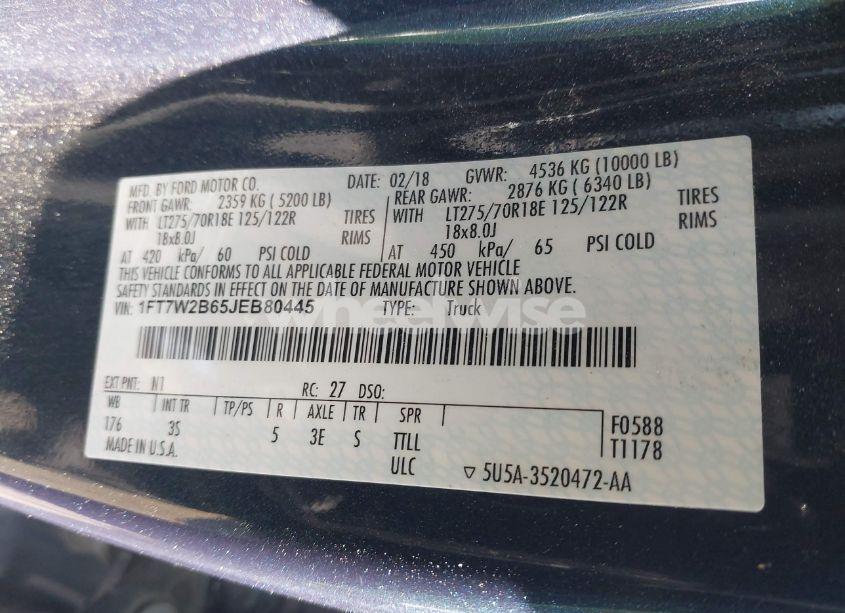 MFD. BY FORD MOTOR CO. DATE: 02/18 GVWR: 4536 KG (10000 LB)
FRONT GAWR: 2359 KG ( 5200 LB) REAR GAWR: 2876 KG ( 6340 LB)
WITH LT275/70R18E 125/122R TIRES WITH LT275/70R18E 125/122R TIRES
18x8.0J RIMS 18x8.0J RIMS
AT 420 kPa/ 60 PSI COLD AT 450 kPa/ 65 PSI COLD
THIS VEHICLE CONFORMS TO ALL APPLICABLE FEDERAL MOTOR VEHICLE
SAFETY STANDARDS IN EFFECT ON THE DATE OF MANUFACTURE SHOWN ABOVE.
VIN: 1FT7W2B65JEB80445 TYPE: Truck
wheelwise
EXT PNT: N1 RC: 27 DSO:
WB INT TR TP/PS R AXLE TR SPR
176 3S 5 3E S TTLL F0588
MADE IN U.S.A. ULC T1178
5U5A-3520472-AA